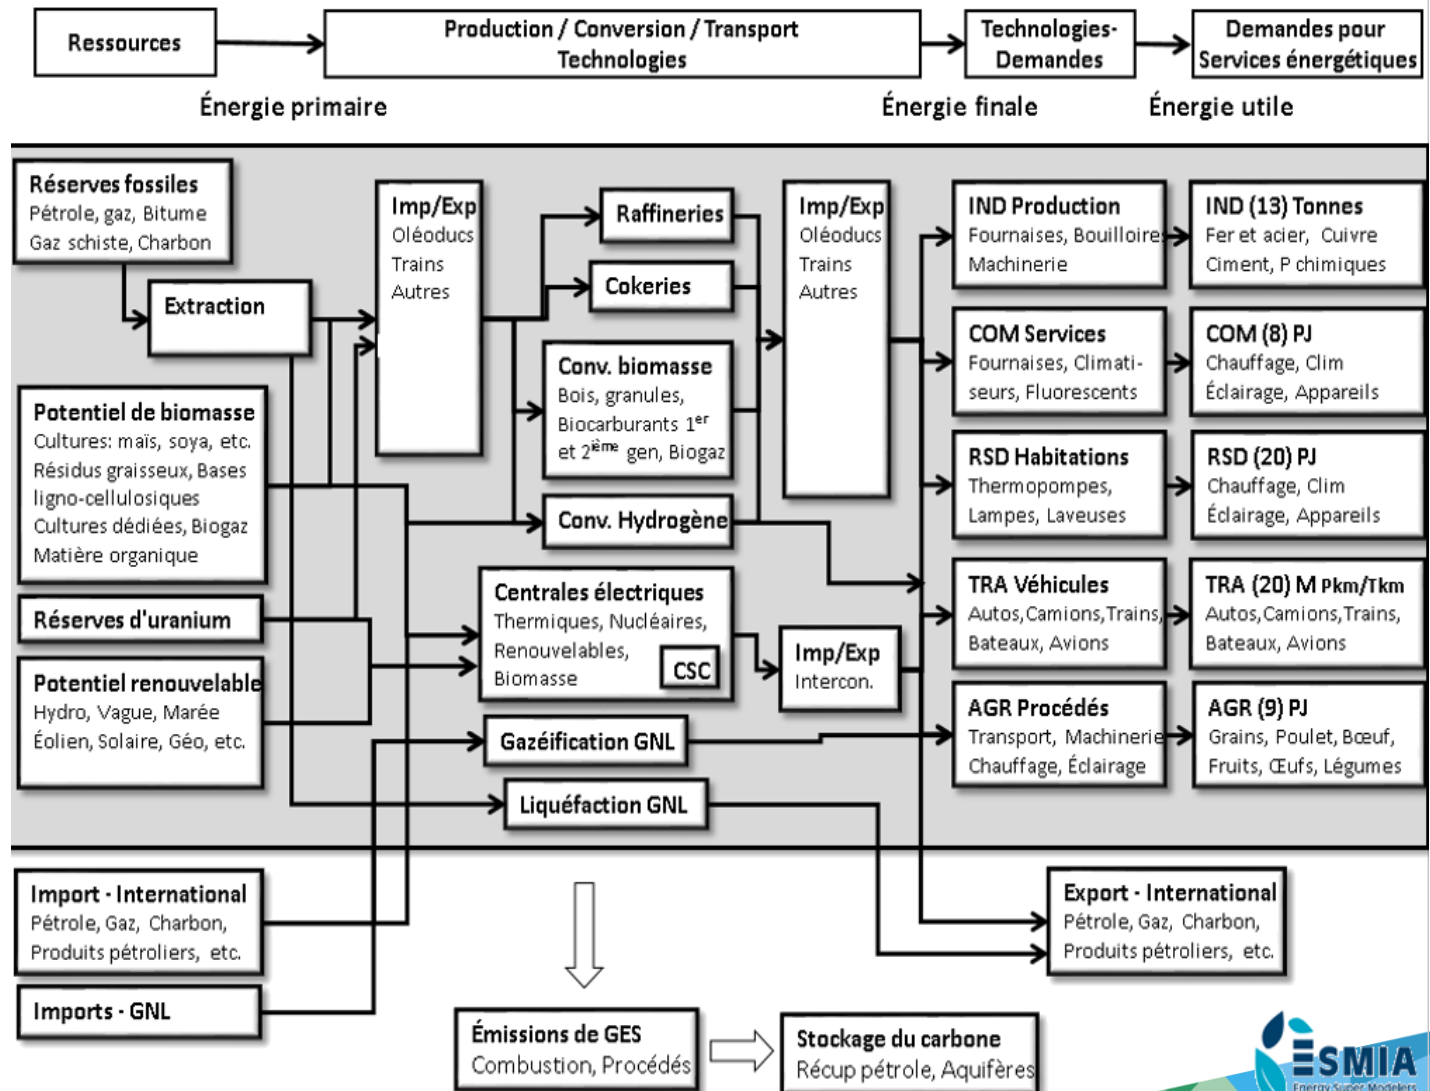 Ressources
Production / Conversion / Transport
Technologies
Technologies-
Demandes
Demandes pour
Services énergétiques
Énergie primaire
Énergie finale
Énergie utile
Réserves fossiles
Pétrole, gaz, Bitume
Gaz schiste, Charbon
Extraction
Potentiel de biomasse
Cultures: maïs, soya, etc.
Résidus graisseux, Bases
ligno-cellulosiques
Cultures dédiées, Biogaz
Matière organique
Réserves d'uranium
Potentiel renouvelable
Hydro, Vague, Marée
Éolien, Solaire, Géo, etc.
Imp/Exp
Oléoducs
Trains
Autres
Raffineries
Cokeries
Conv. biomasse
Bois, granules,
Biocarburants 1er
et 2ième gen, Biogaz
Conv. Hydrogène
Centrales électriques
Thermiques, Nucléaires,
Renouvelables,
Biomasse
CSC
Gazéification GNL
Liquéfaction GNL
Imp/Exp
Oléoducs
Trains
Autres
Imp/Exp
Intercon.
IND Production
Fournaises, Bouilloires
Machinerie
COM Services
Fournaises, Climati-
seurs, Fluorescents
RSD Habitations
Thermopompes,
Lampes, Laveuses
TRA Véhicules
Autos,Camions,Trains,
Bateaux, Avions
AGR Procédés
Transport, Machinerie
Chauffage, Éclairage
IND (13) Tonnes
Fer et acier, Cuivre
Ciment, P chimiques
COM (8) PJ
Chauffage, Clim
Éclairage, Appareils
RSD (20) PJ
Chauffage, Clim
Éclairage, Appareils
TRA (20) M Pkm/Tkm
Autos,Camions,Trains,
Bateaux, Avions
AGR (9) PJ
Grains, Poulet, Bœuf,
Fruits, Œufs, Légumes
Import - International
Pétrole, Gaz, Charbon,
Produits pétroliers, etc.
Imports - GNL
Export - International
Pétrole, Gaz, Charbon,
Produits pétroliers, etc.
Émissions de GES
Combustion, Procédés
Stockage du carbone
Récup pétrole, Aquifères
ESMIA
Energy Super Modelers